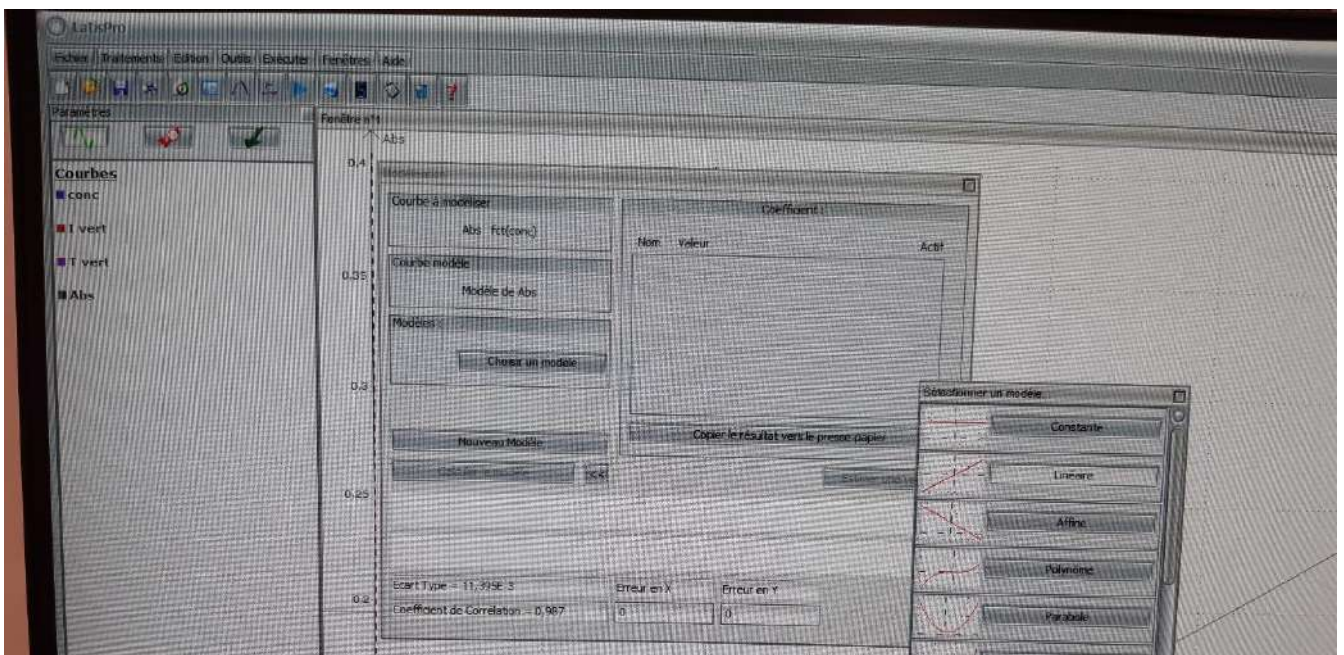 LatisPro
Fichier Traitements Edition Outils Exécuter Fenêtres Aide
Paramètres
Courbes
conc
I vert
T vert
Abs
Fenêtre n°1
Abs
0,4
0,35
0,3
0,25
0,2
Modélisation
Courbe à modéliser
Abs fct(conc)
Courbe modèle
Modèle de Abs
Modèles :
Choisir un modèle
Nouveau Modèle
<<
Ecart Type = 11,395E-3
Coefficient de Corrélation = 0,987
Coefficient :
Nom Valeur Actif
Copier le résultat vers le presse-papier
Erreur en X Erreur en Y
0 0
Sélectionner un modèle
Constante
Linéaire
Affine
Polynôme
Parabole